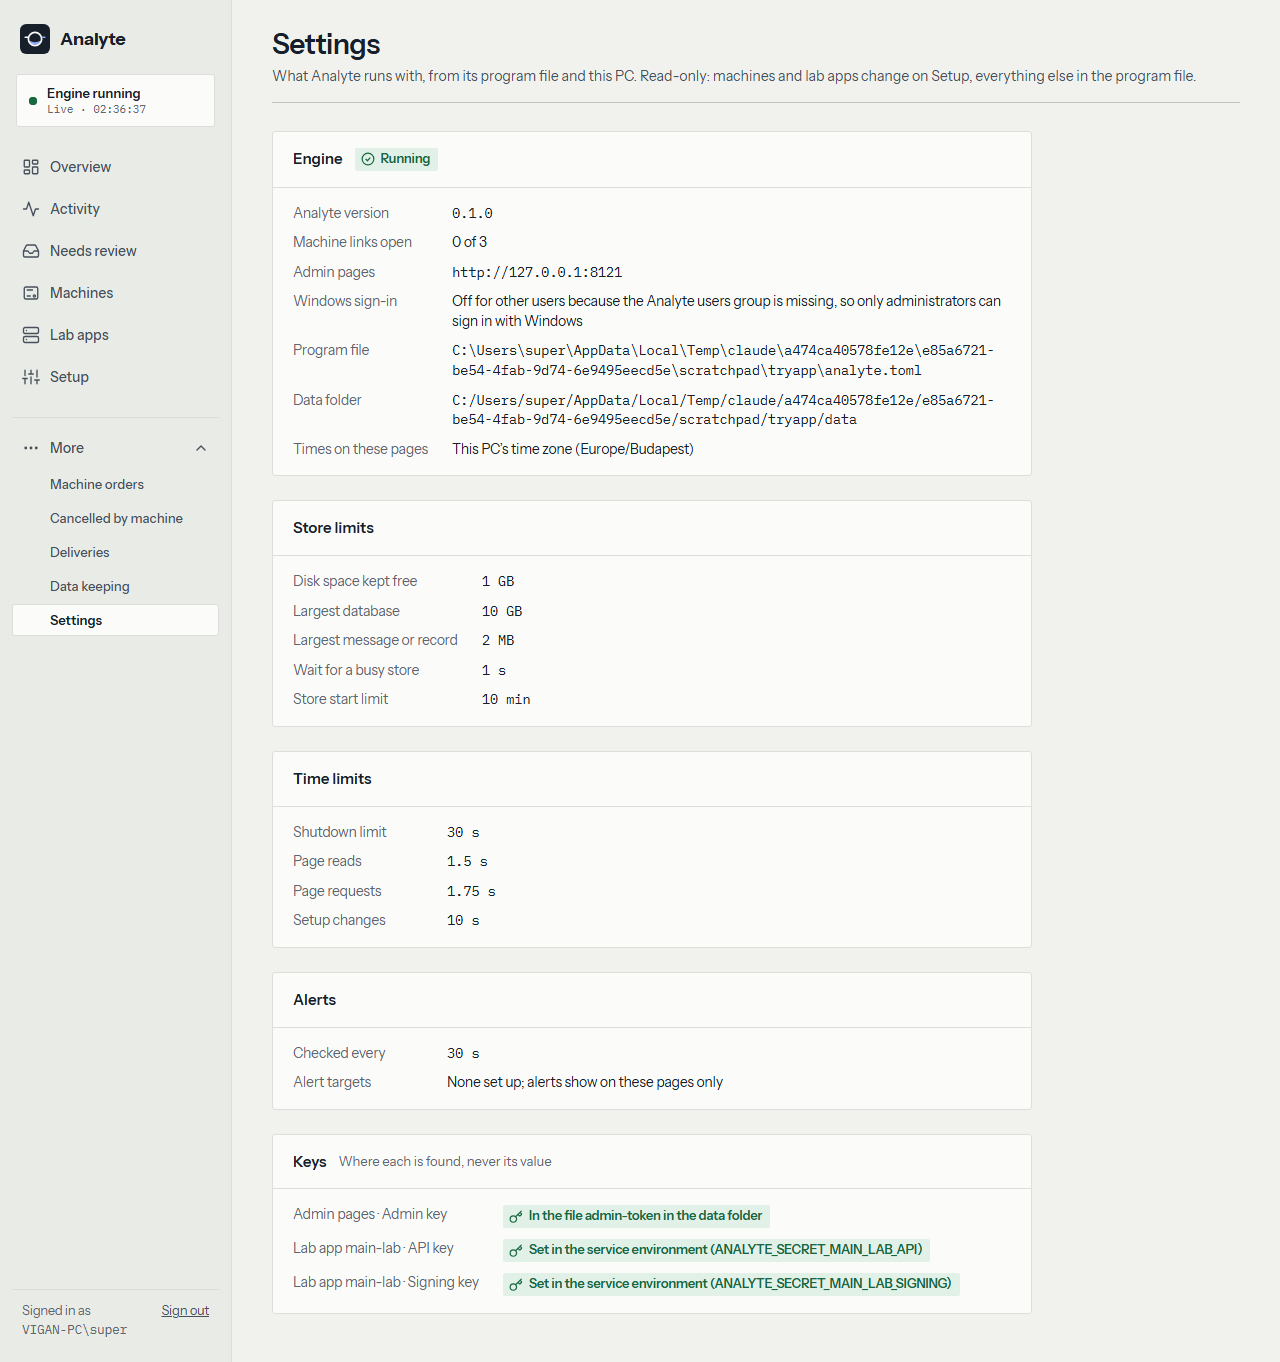 Analyte
Engine running
Live · 02:36:37
Overview
Activity
Needs review
Machines
Lab apps
Setup
More
Machine orders
Cancelled by machine
Deliveries
Data keeping
Settings
Signed in as
Sign out
VIGAN-PC\super
Settings
What Analyte runs with, from its program file and this PC. Read-only: machines and lab apps change on Setup, everything else in the program file.
Engine Running
Analyte version 0.1.0
Machine links open 0 of 3
Admin pages http://127.0.0.1:8121
Windows sign-in Off for other users because the Analyte users group is missing, so only administrators can
sign in with Windows
Program file C:\Users\super\AppData\Local\Temp\claude\a474ca40578fe12e\e85a6721-
be54-4fab-9d74-6e9495eecd5e\scratchpad\tryapp\analyte.toml
Data folder C:/Users/super/AppData/Local/Temp/claude/a474ca40578fe12e/e85a6721-
be54-4fab-9d74-6e9495eecd5e/scratchpad/tryapp/data
Times on these pages This PC's time zone (Europe/Budapest)
Store limits
Disk space kept free 1 GB
Largest database 10 GB
Largest message or record 2 MB
Wait for a busy store 1 s
Store start limit 10 min
Time limits
Shutdown limit 30 s
Page reads 1.5 s
Page requests 1.75 s
Setup changes 10 s
Alerts
Checked every 30 s
Alert targets None set up; alerts show on these pages only
Keys Where each is found, never its value
Admin pages · Admin key In the file admin-token in the data folder
Lab app main-lab · API key Set in the service environment (ANALYTE_SECRET_MAIN_LAB_API)
Lab app main-lab · Signing key Set in the service environment (ANALYTE_SECRET_MAIN_LAB_SIGNING)